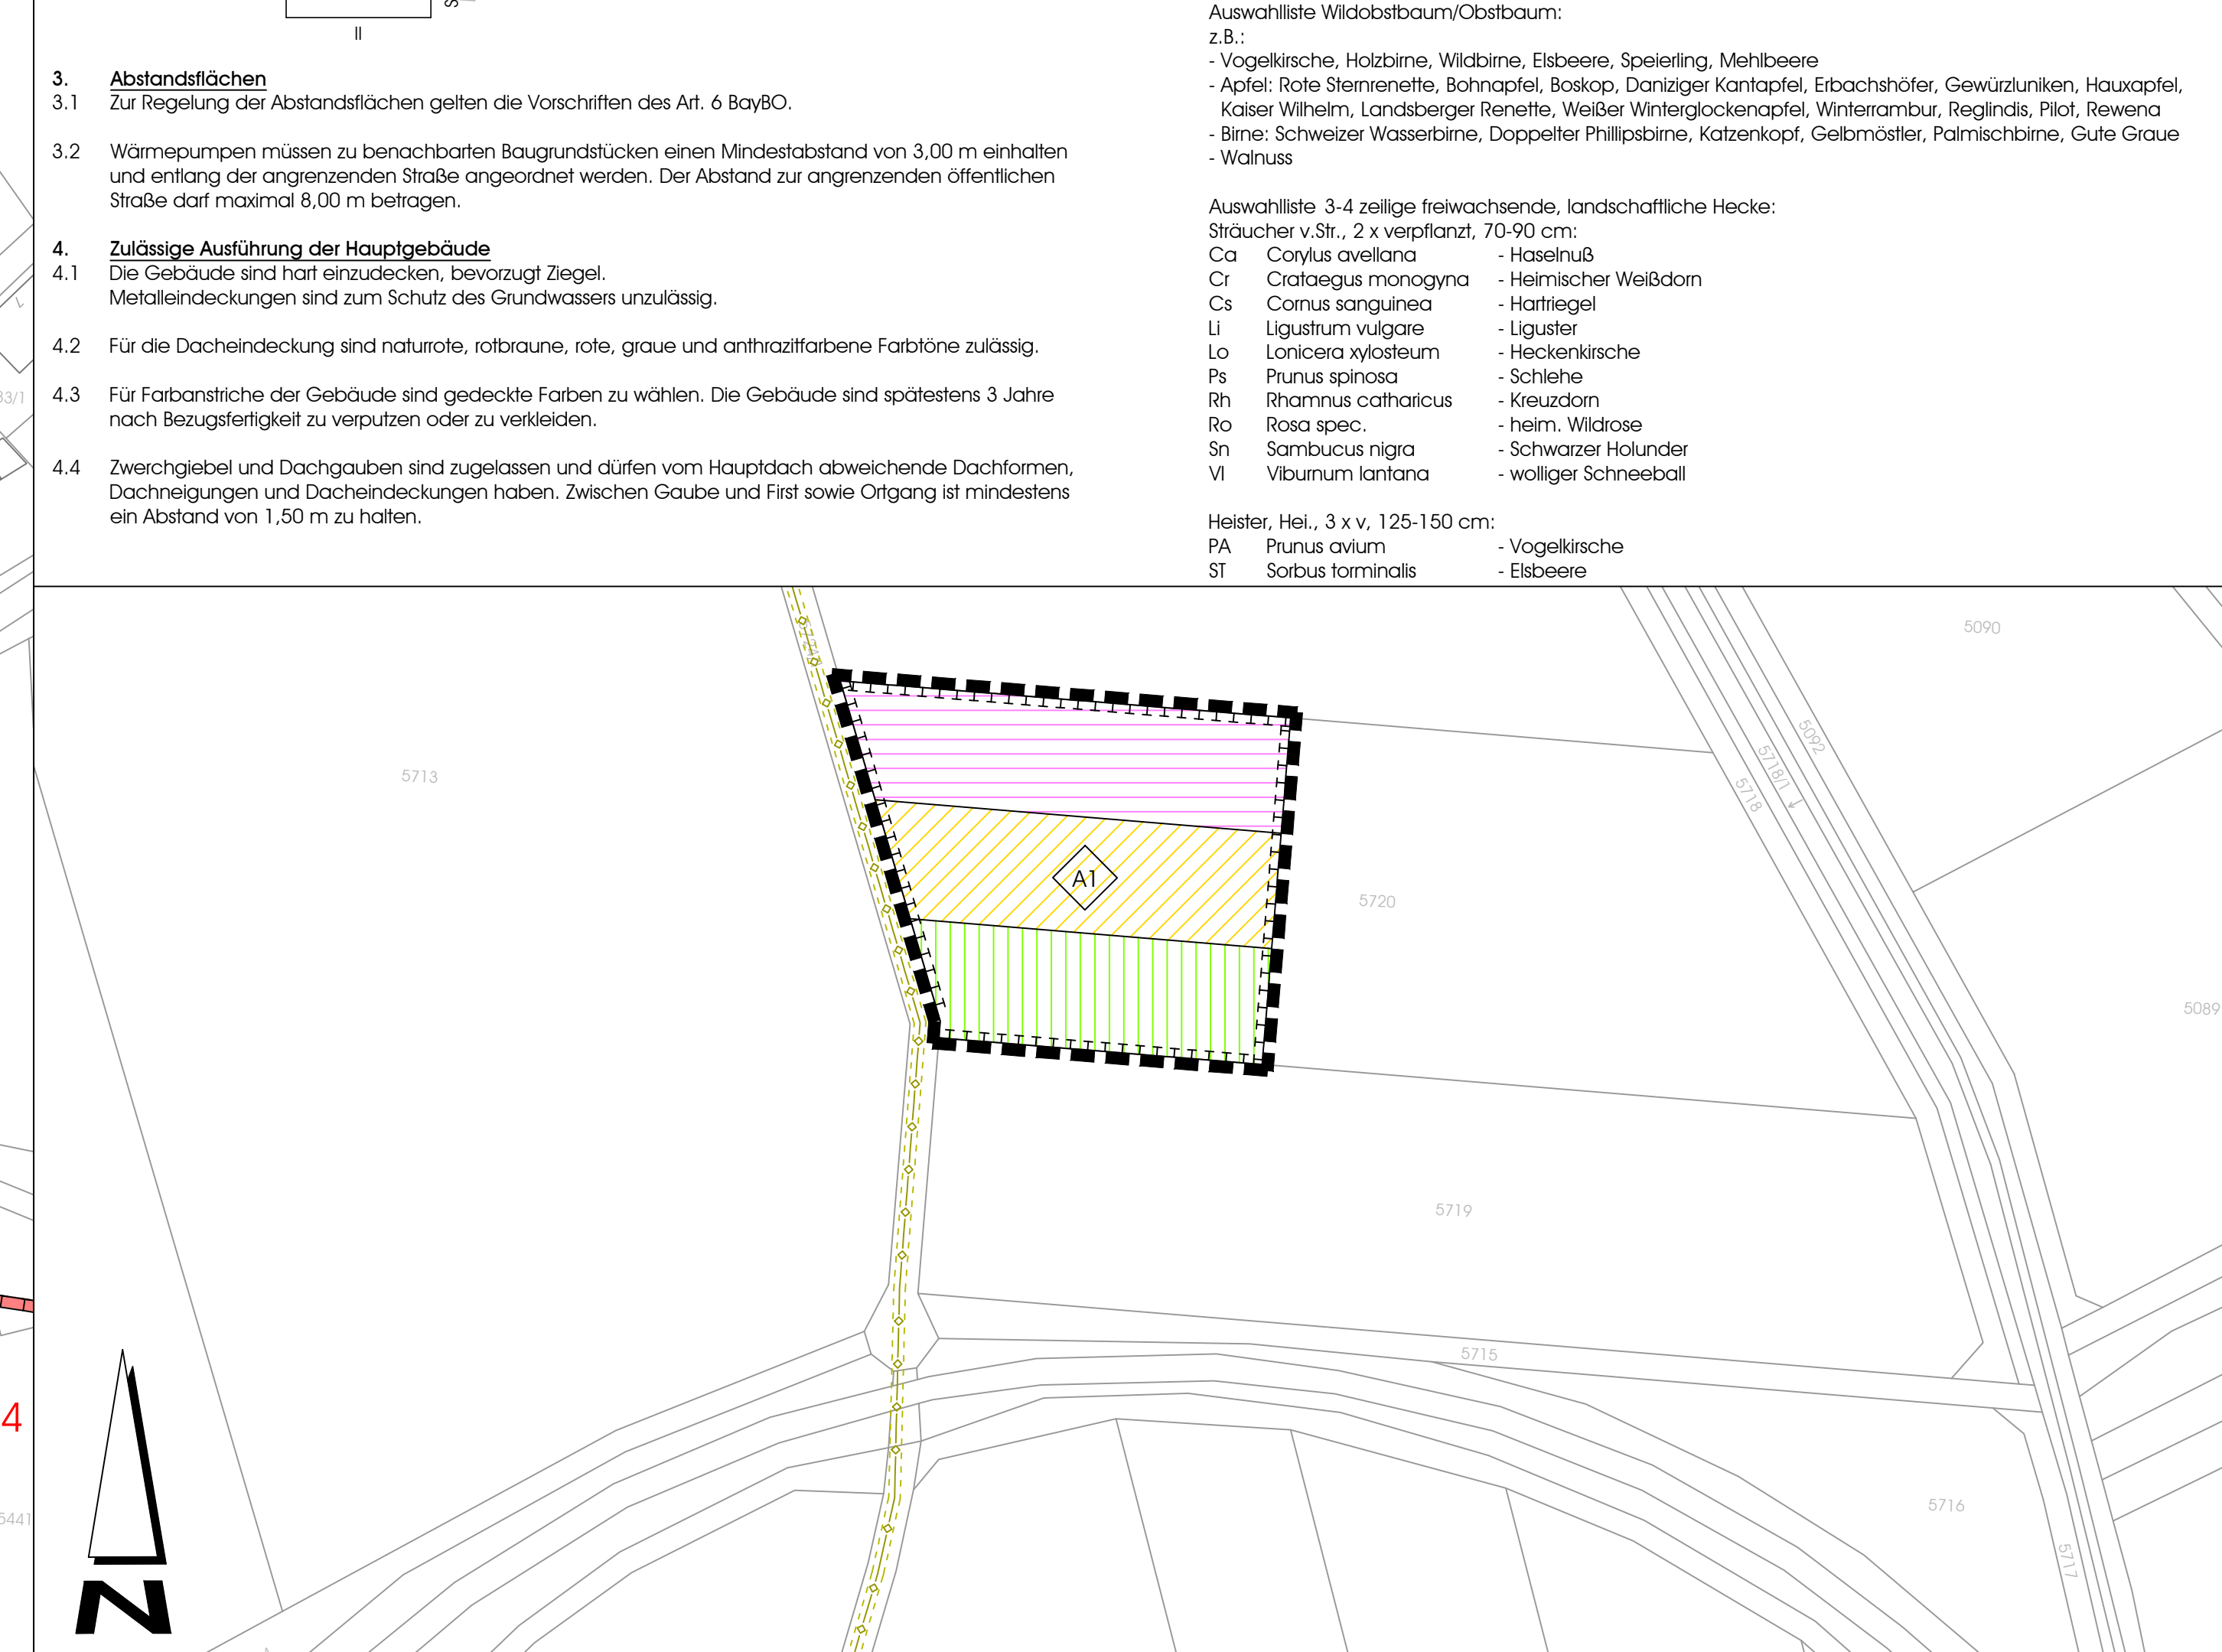 II
3. Abstandsflächen
3.1 Zur Regelung der Abstandsflächen gelten die Vorschriften des Art. 6 BayBO.
3.2 Wärmepumpen müssen zu benachbarten Baugrundstücken einen Mindestabstand von 3,00 m einhalten
und entlang der angrenzenden Straße angeordnet werden. Der Abstand zur angrenzenden öffentlichen
Straße darf maximal 8,00 m betragen.
4. Zulässige Ausführung der Hauptgebäude
4.1 Die Gebäude sind hart einzudecken, bevorzugt Ziegel.
Metalleindeckungen sind zum Schutz des Grundwassers unzulässig.
4.2 Für die Dacheindeckung sind naturrote, rotbraune, rote, graue und anthrazitfarbene Farbtöne zulässig.
4.3 Für Farbanstriche der Gebäude sind gedeckte Farben zu wählen. Die Gebäude sind spätestens 3 Jahre
nach Bezugsfertigkeit zu verputzen oder zu verkleiden.
4.4 Zwerchgiebel und Dachgauben sind zugelassen und dürfen vom Hauptdach abweichende Dachformen,
Dachneigungen und Dacheindeckungen haben. Zwischen Gaube und First sowie Ortgang ist mindestens
ein Abstand von 1,50 m zu halten.
Auswahlliste Wildobstbaum/Obstbaum:
z.B.:
- Vogelkirsche, Holzbirne, Wildbirne, Elsbeere, Speierling, Mehlbeere
- Apfel: Rote Sternrenette, Bohnapfel, Boskop, Daniziger Kantapfel, Erbachshöfer, Gewürzluniken, Hauxapfel,
Kaiser Wilhelm, Landsberger Renette, Weißer Winterglockenapfel, Winterrambur, Reglindis, Pilot, Rewena
- Birne: Schweizer Wasserbirne, Doppelter Phillipsbirne, Katzenkopf, Gelbmöstler, Palmischbirne, Gute Graue
- Walnuss
Auswahlliste 3-4 zeilige freiwachsende, landschaftliche Hecke:
Sträucher v.Str., 2 x verpflanzt, 70-90 cm:
Ca Corylus avellana - Haselnuß
Cr Crataegus monogyna - Heimischer Weißdorn
Cs Cornus sanguinea - Hartriegel
Li Ligustrum vulgare - Liguster
Lo Lonicera xylosteum - Heckenkirsche
Ps Prunus spinosa - Schlehe
Rh Rhamnus catharicus - Kreuzdorn
Ro Rosa spec. - heim. Wildrose
Sn Sambucus nigra - Schwarzer Holunder
Vl Viburnum lantana - wolliger Schneeball
Heister, Hei., 3 x v, 125-150 cm:
PA Prunus avium - Vogelkirsche
ST Sorbus torminalis - Elsbeere
33/1
5090
5092
5713
5718/1
5718
A1
5720
5089
5719
5715
4
5716
5441
5717
N